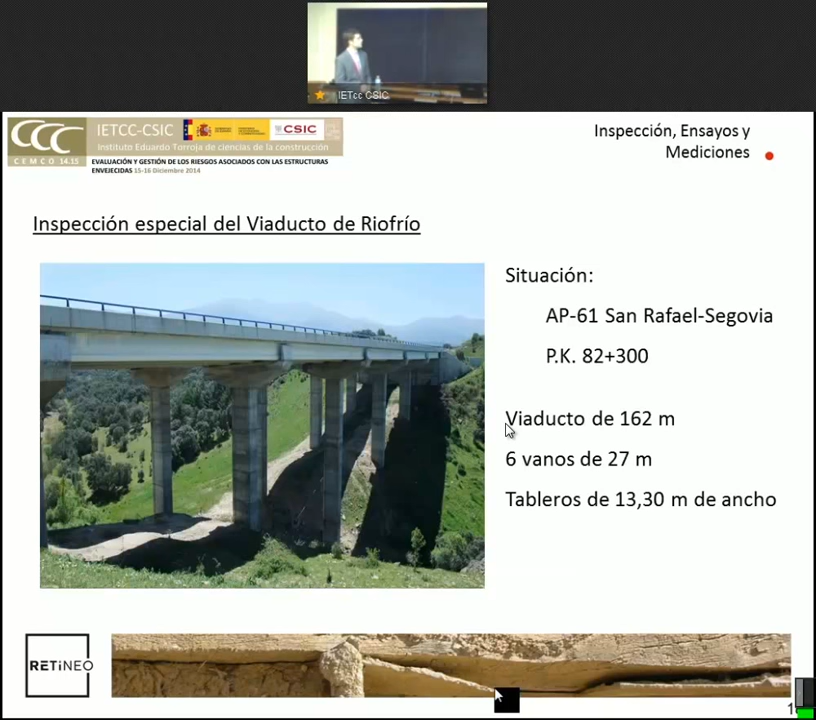 IETcc CSIC
CCC
CEMCO 14.15
IETCC-CSIC
CSIC
Instituto Eduardo Torroja de ciencias de la construcción
EVALUACIÓN Y GESTIÓN DE LOS RIESGOS ASOCIADOS CON LAS ESTRUCTURAS
ENVEJECIDAS 15-16 Diciembre 2014
Inspección, Ensayos y
Mediciones
Inspección especial del Viaducto de Riofrío
Situación:
AP-61 San Rafael-Segovia
P.K. 82+300
Viaducto de 162 m
6 vanos de 27 m
Tableros de 13,30 m de ancho
RETINEO